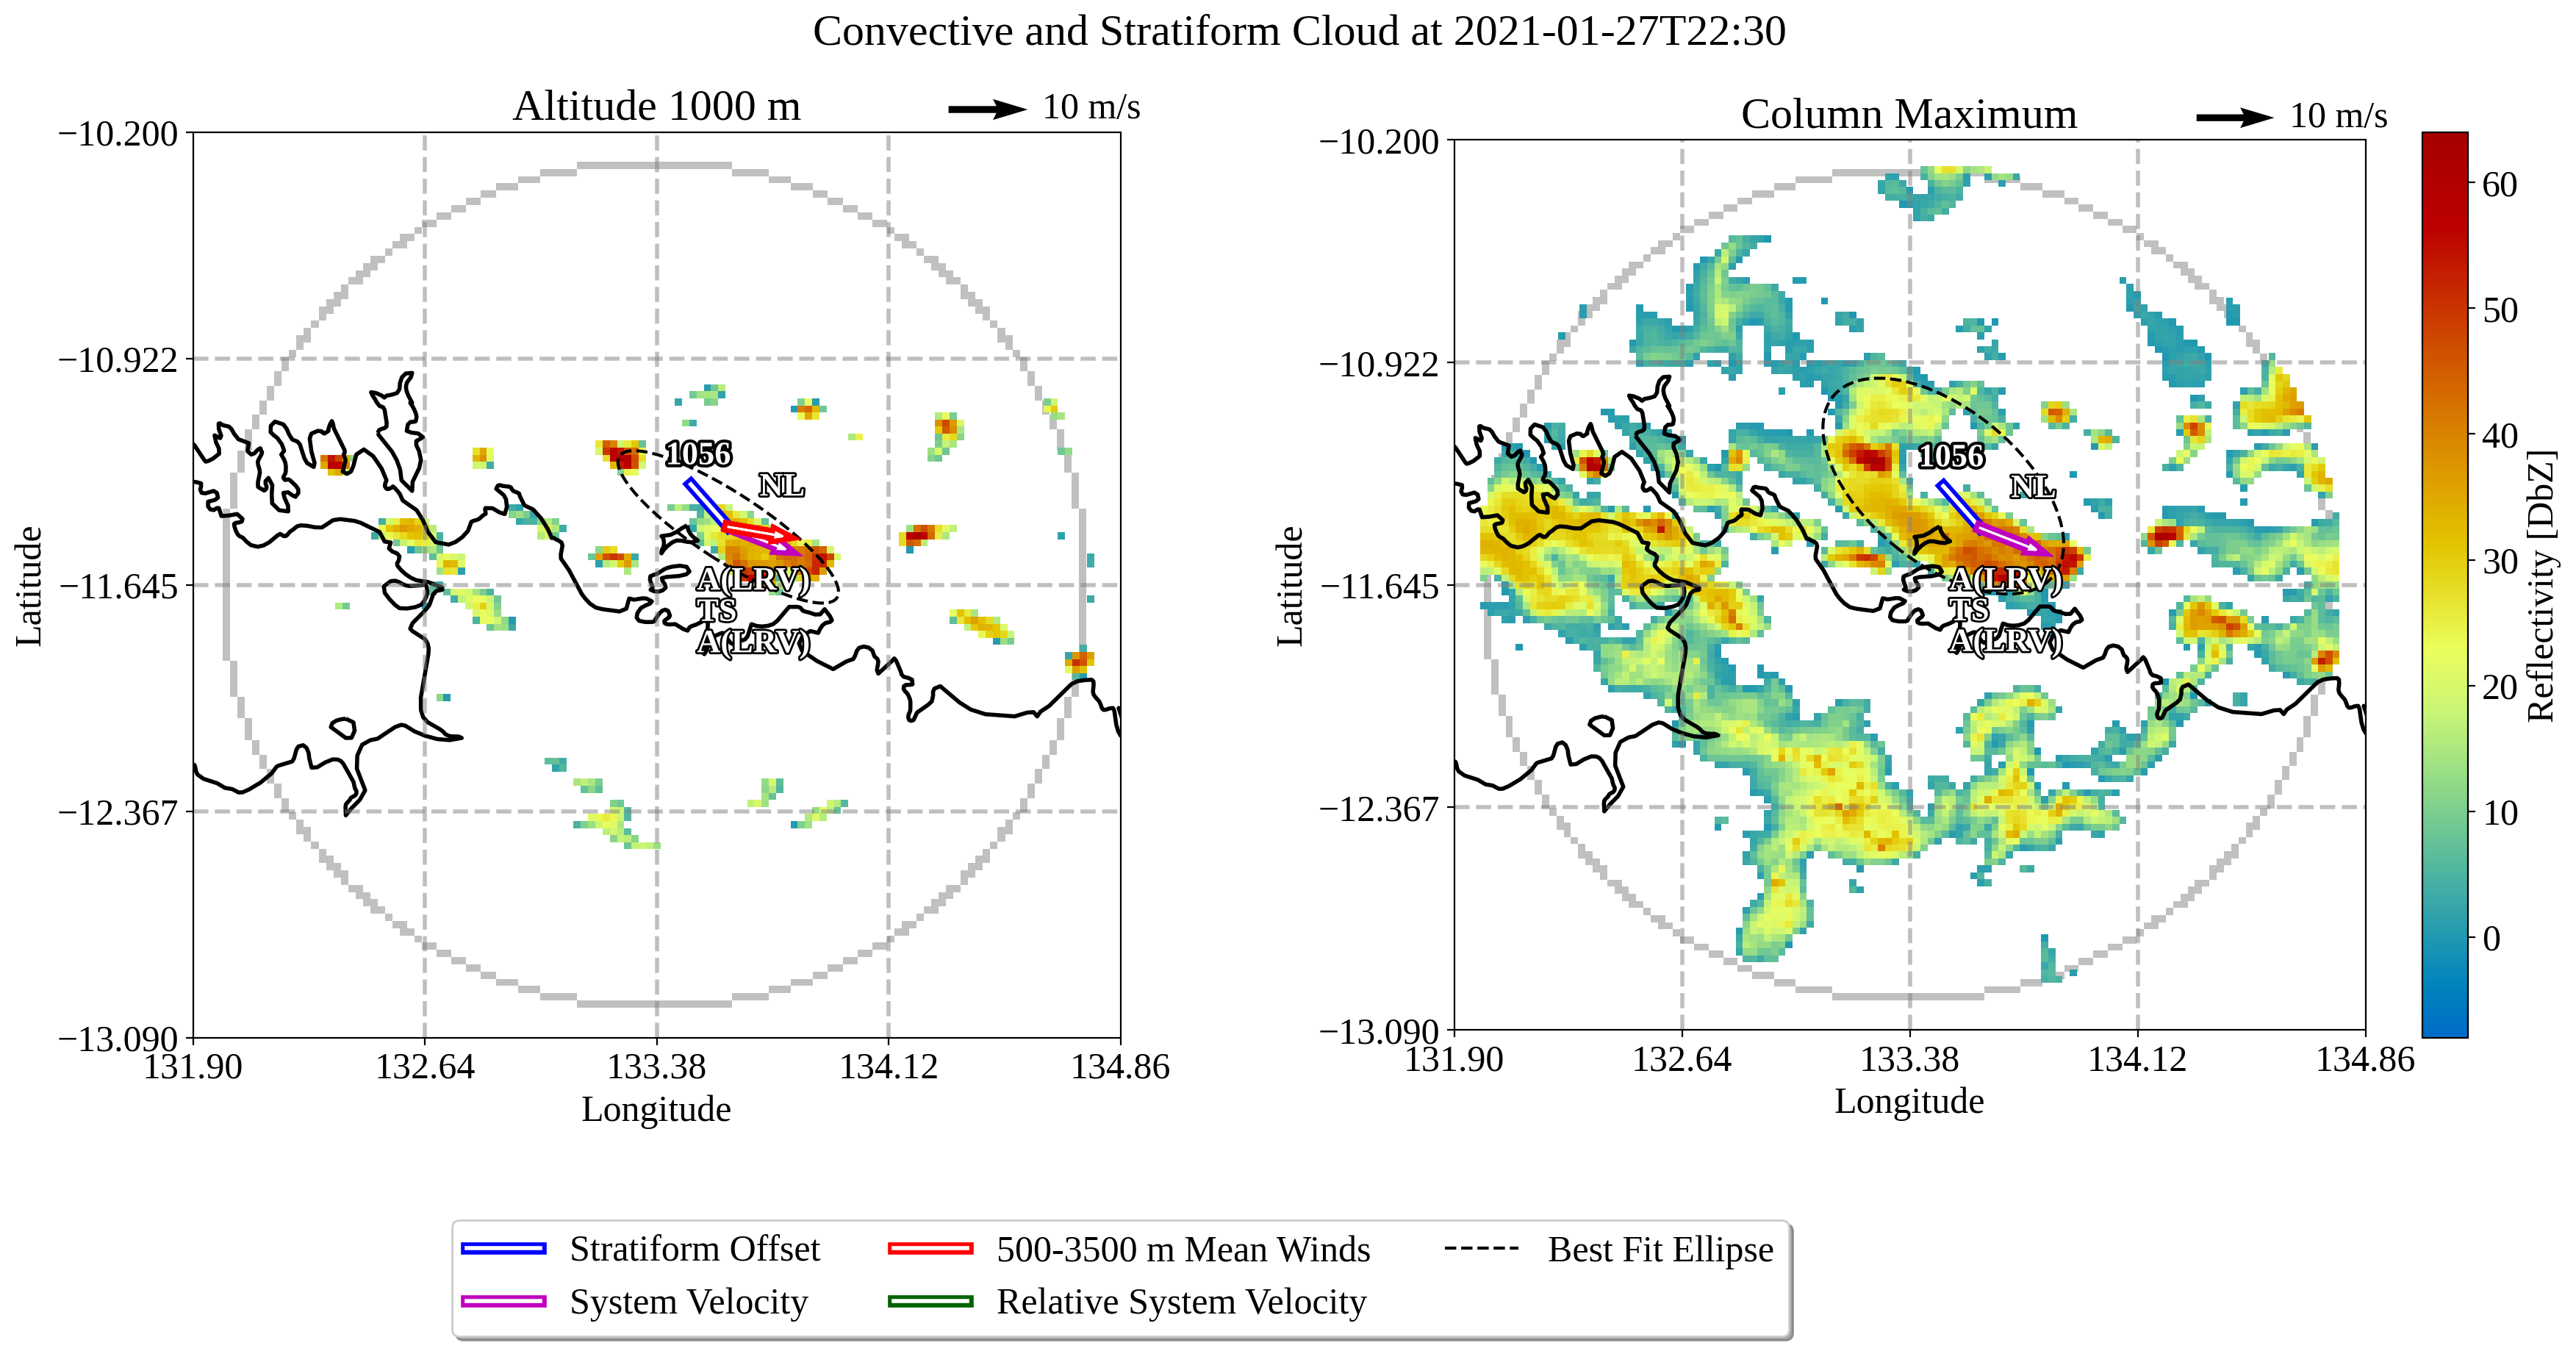 Convective and Stratiform Cloud at 2021-01-27T22:30
Altitude 1000 m
10 m/s
−10.200
−10.922
−11.645
−12.367
−13.090
Latitude
131.90
132.64
133.38
134.12
134.86
Longitude
1056
NL
A(LRV)
TS
A(LRV)
Column Maximum
10 m/s
−10.200
−10.922
−11.645
−12.367
−13.090
Latitude
131.90
132.64
133.38
134.12
134.86
Longitude
1056
NL
A(LRV)
TS
A(LRV)
60
50
40
30
20
10
0
Reflectivity [DbZ]
Stratiform Offset
500-3500 m Mean Winds
Best Fit Ellipse
System Velocity
Relative System Velocity